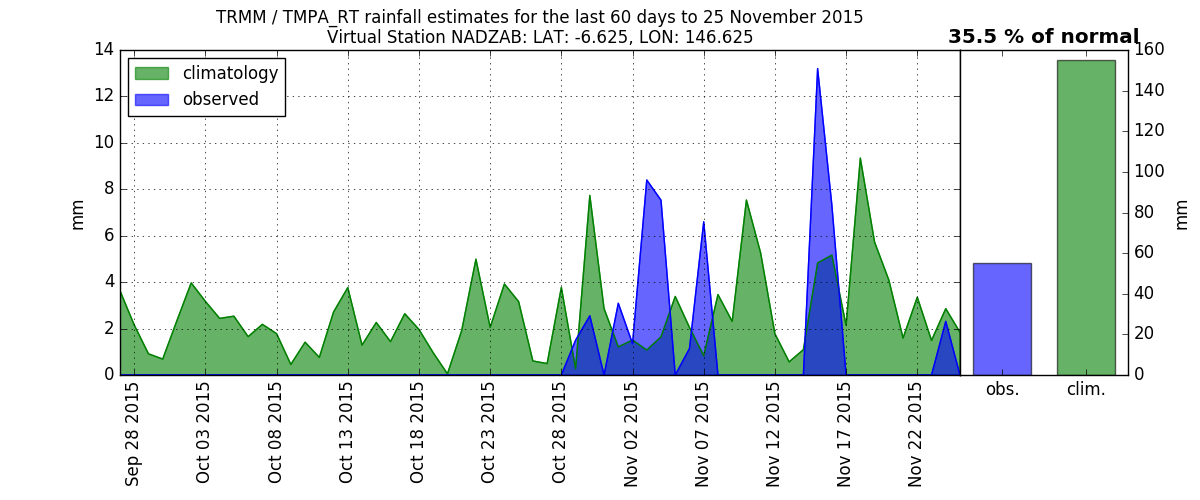 TRMM / TMPA_RT rainfall estimates for the last 60 days to 25 November 2015
Virtual Station NADZAB: LAT: -6.625, LON: 146.625
35.5 % of normal
climatology
observed
14
12
10
8
6
4
2
0
mm
Sep 28 2015
Oct 03 2015
Oct 08 2015
Oct 13 2015
Oct 18 2015
Oct 23 2015
Oct 28 2015
Nov 02 2015
Nov 07 2015
Nov 12 2015
Nov 17 2015
Nov 22 2015
160
140
120
100
80
60
40
20
0
mm
obs.
clim.